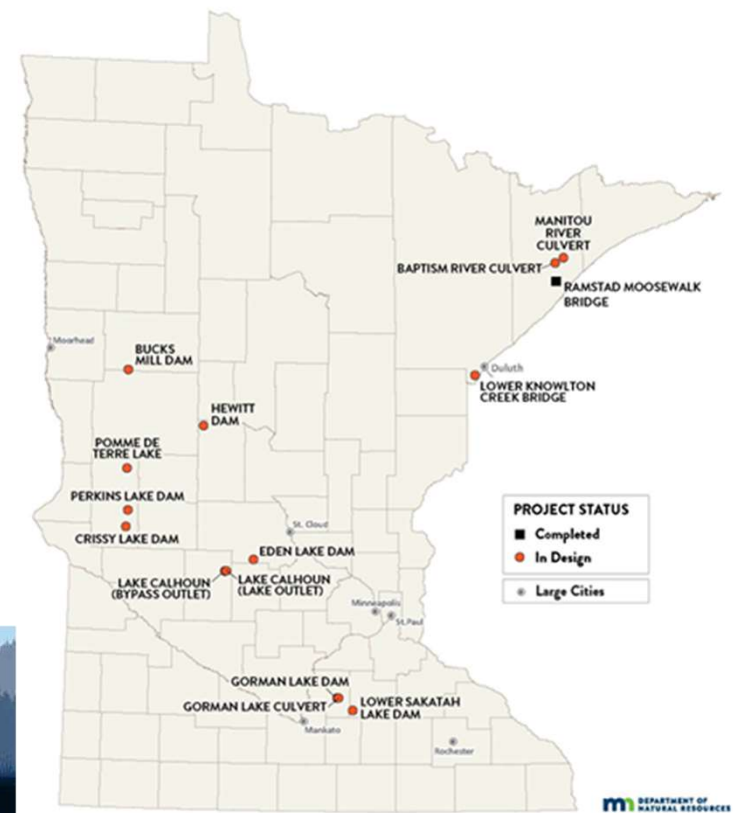 MANITOU
RIVER
CULVERT
BAPTISM RIVER CULVERT
RAMSTAD MOOSEWALK
BRIDGE
Moorhead
BUCKS
MILL DAM
Duluth
LOWER KNOWLTON
CREEK BRIDGE
HEWITT
DAM
POMME DE
TERRE LAKE
PERKINS LAKE DAM
CRISSY LAKE DAM
PROJECT STATUS
Completed
In Design
Large Cities
St. Cloud
EDEN LAKE DAM
LAKE CALHOUN
(BYPASS OUTLET)
LAKE CALHOUN
(LAKE OUTLET)
Minneapolis
St.Paul
GORMAN LAKE DAM
GORMAN LAKE CULVERT
LOWER SAKATAH
LAKE DAM
Mankato
Rochester
mn DEPARTMENT OF
NATURAL RESOURCES